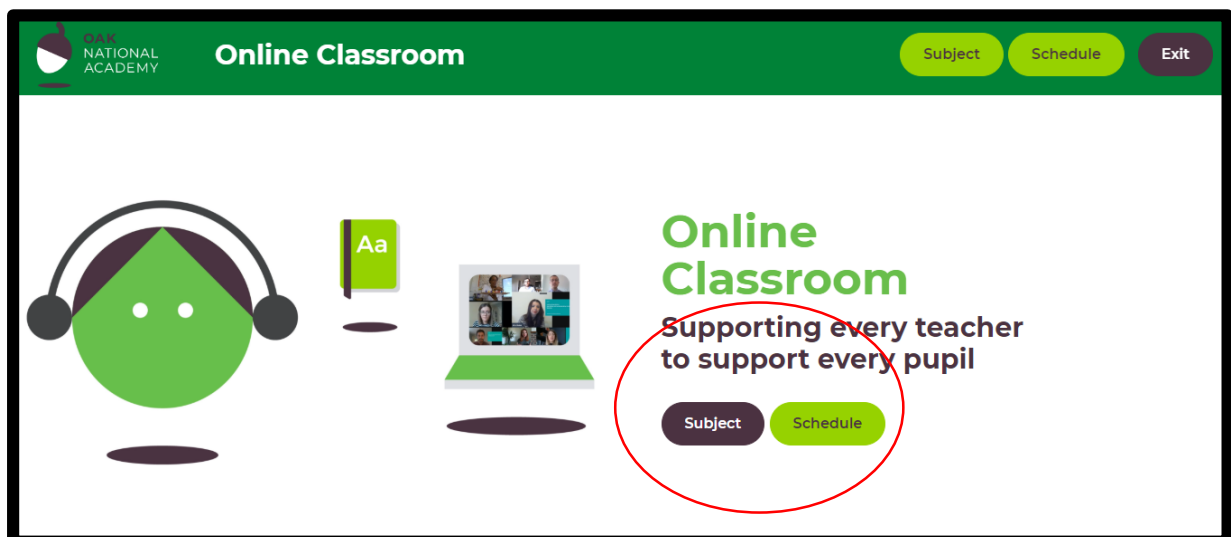 OAK
NATIONAL
ACADEMY
Online Classroom
Subject
Schedule
Exit
Aa
Online
Classroom
Supporting every teacher
to support every pupil
Subject
Schedule